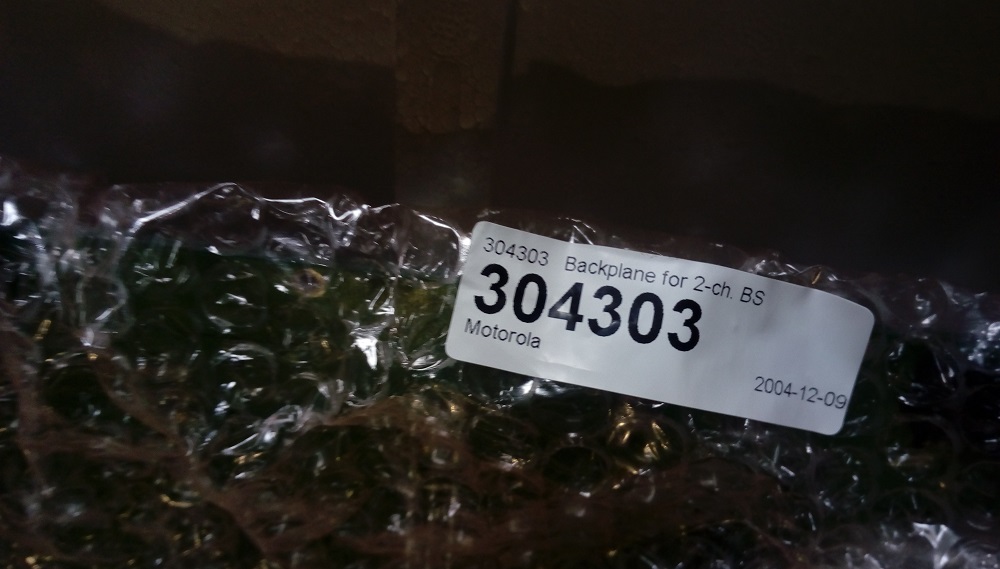 304303 Backplane for 2-ch. BS
304303
Motorola
2004-12-09